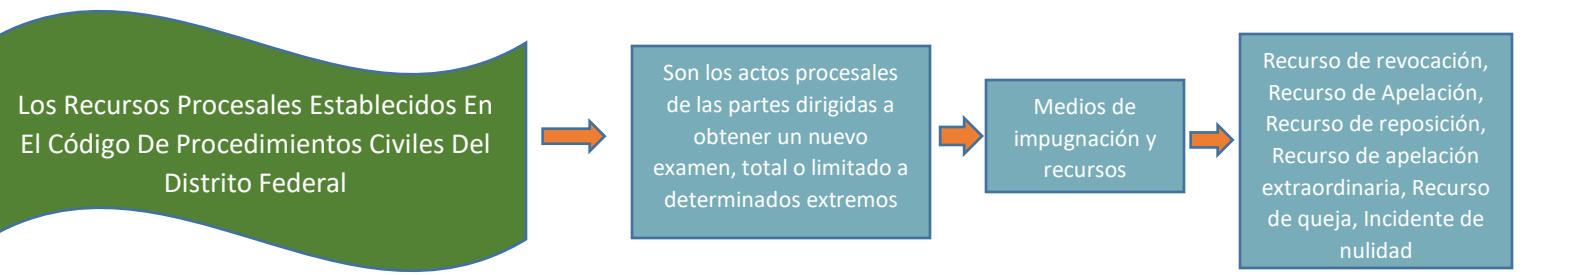 Los Recursos Procesales Establecidos En
El Código De Procedimientos Civiles Del
Distrito Federal
Son los actos procesales
de las partes dirigidas a
obtener un nuevo
examen, total o limitado a
determinados extremos
Medios de
impugnación y
recursos
Recurso de revocación,
Recurso de Apelación,
Recurso de reposición,
Recurso de apelación
extraordinaria, Recurso
de queja, Incidente de
nulidad